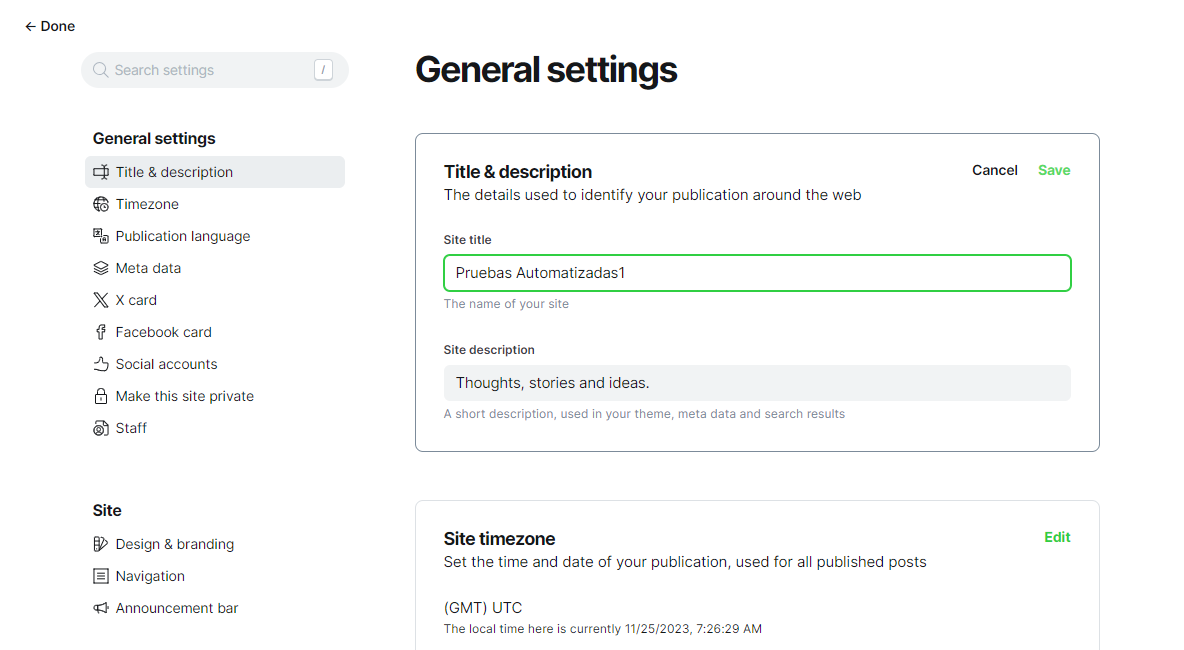 ← Done
Search settings /
General settings
Title & description
Timezone
Publication language
Meta data
X card
Facebook card
Social accounts
Make this site private
Staff
Site
Design & branding
Navigation
Announcement bar
General settings
Title & description
Cancel Save
The details used to identify your publication around the web
Site title
Pruebas Automatizadas1
The name of your site
Site description
Thoughts, stories and ideas.
A short description, used in your theme, meta data and search results
Site timezone
Edit
Set the time and date of your publication, used for all published posts
(GMT) UTC
The local time here is currently 11/25/2023, 7:26:29 AM